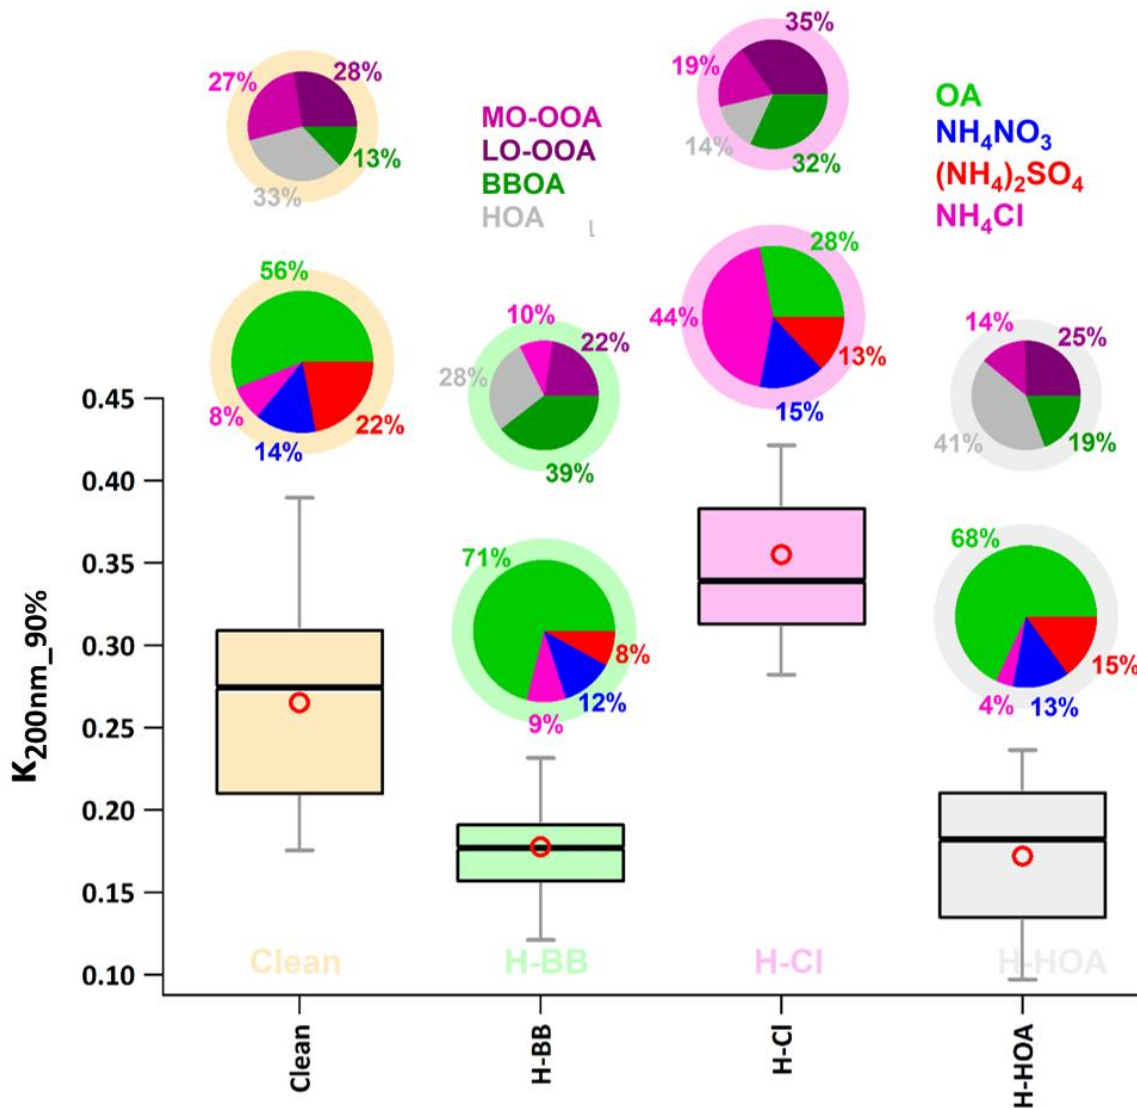 35%
27%
28%
19%
OA
MO-OOA
NH₄NO₃
LO-OOA
13%
14%
32%
(NH₄)₂SO₄
BBOA
33%
HOA
NH₄Cl
56%
28%
10%
44%
14%
25%
22%
13%
28%
0.45
8%
22%
15%
14%
41%
19%
39%
0.40
71%
68%
0.35
0.30
8%
15%
12%
9%
4%
13%
0.25
0.20
0.15
0.10
K200nm_90%
Clean
H-BB
H-Cl
H-HOA
Clean
H-BB
H-Cl
H-HOA